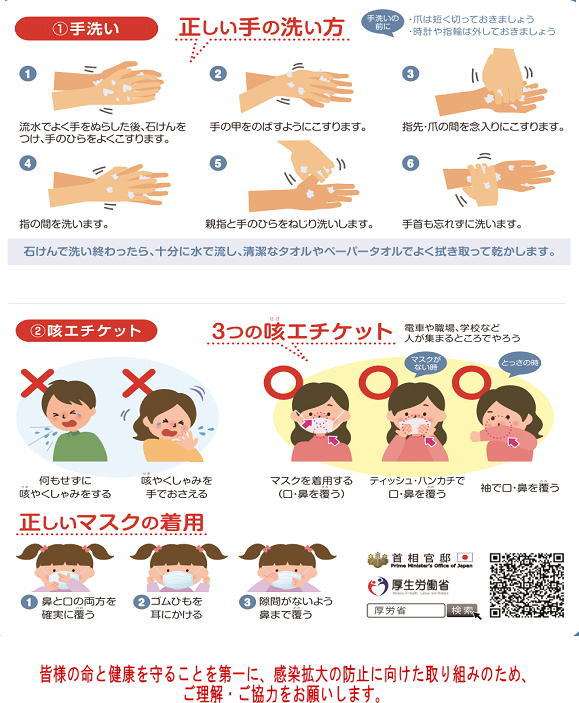 ①手洗い
正しい手の洗い方
手洗いの
前に
・爪は短く切っておきましょう
・時計や指輪は外しておきましょう
1
流水でよく手をぬらした後、石けんを
つけ、手のひらをよくこすります。
2
手の甲をのばすようにこすります。
3
指先・爪の間を念入りにこすります。
4
指の間を洗います。
5
親指と手のひらをねじり洗いします。
6
手首も忘れずに洗います。
石けんで洗い終わったら、十分に水で流し、清潔なタオルやペーパータオルでよく拭き取って乾かします。
②咳エチケット
3つの咳エチケット
電車や職場、学校など
人が集まるところでやろう
何もせずに
咳やくしゃみをする
咳やくしゃみを
手でおさえる
マスクを着用する
(口・鼻を覆う)
マスクが
ない時
ティッシュ・ハンカチで
口・鼻を覆う
とっさの時
袖で口・鼻を覆う
正しいマスクの着用
1 鼻と口の両方を
確実に覆う
2 ゴムひもを
耳にかける
3 隙間がないよう
鼻まで覆う
首相官邸
Prime Minister's Office of Japan
厚生労働省
厚労省 検索
皆様の命と健康を守ることを第一に、感染拡大の防止に向けた取り組みのため、
ご理解・ご協力をお願いします。